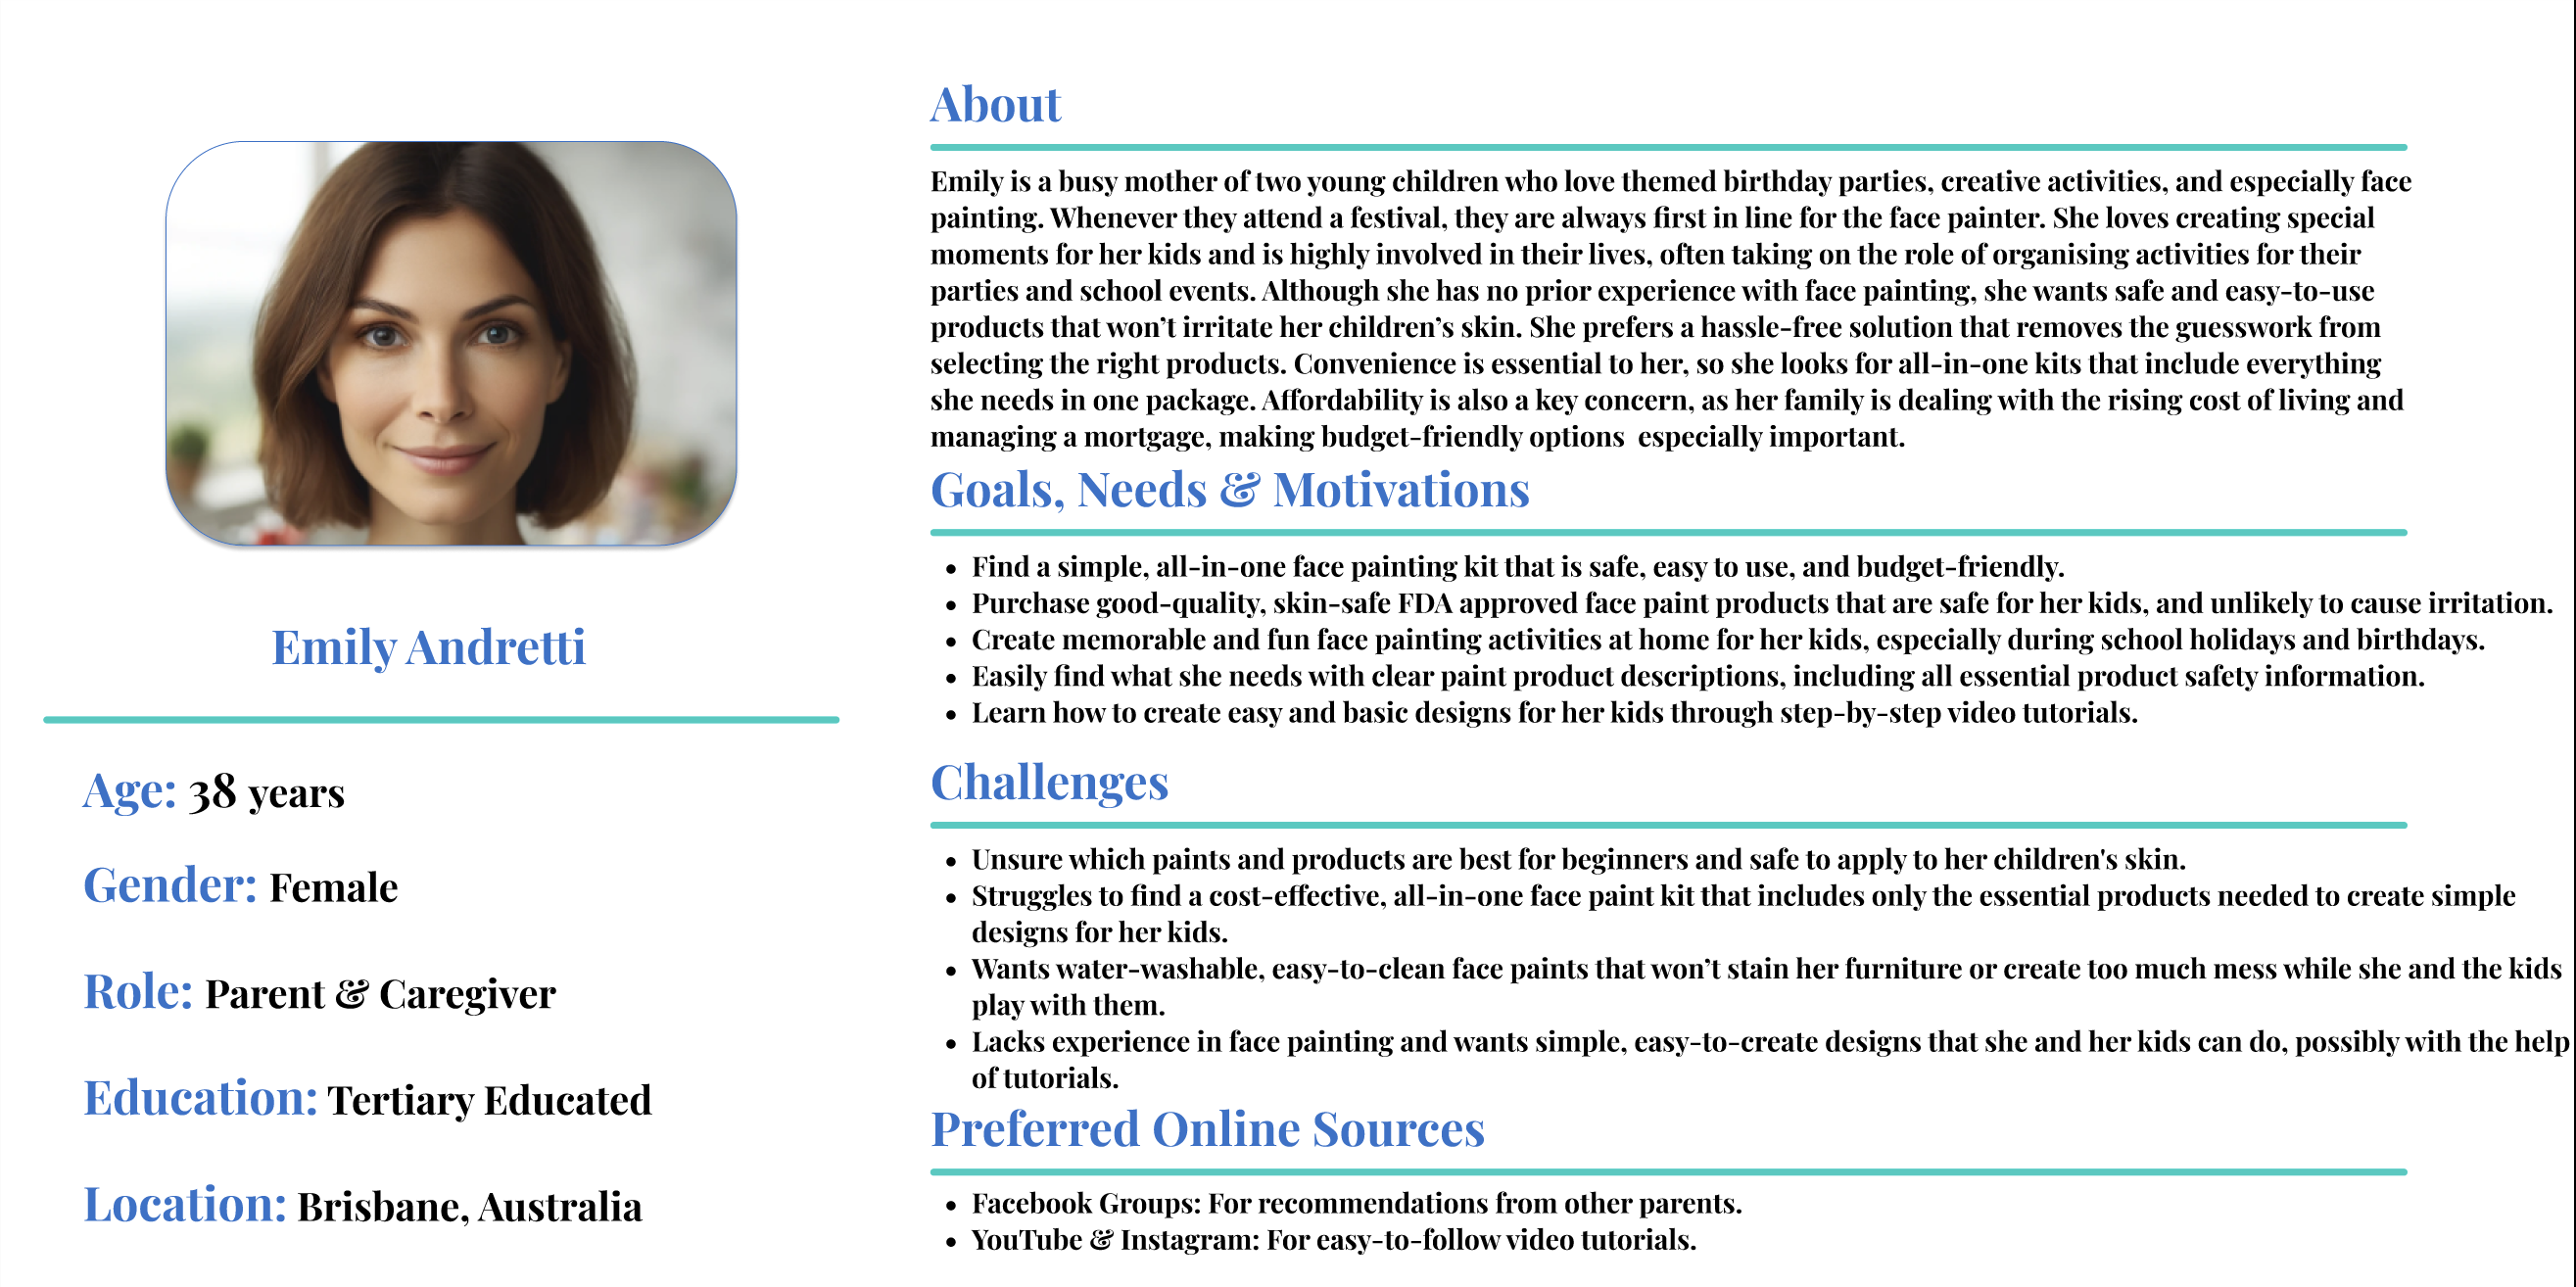 Emily Andretti
Age: 38 years
Gender: Female
Role: Parent & Caregiver
Education: Tertiary Educated
Location: Brisbane, Australia
About
Emily is a busy mother of two young children who love themed birthday parties, creative activities, and especially face
painting. Whenever they attend a festival, they are always first in line for the face painter. She loves creating special
moments for her kids and is highly involved in their lives, often taking on the role of organising activities for their
parties and school events. Although she has no prior experience with face painting, she wants safe and easy-to-use
products that won’t irritate her children’s skin. She prefers a hassle-free solution that removes the guesswork from
selecting the right products. Convenience is essential to her, so she looks for all-in-one kits that include everything
she needs in one package. Affordability is also a key concern, as her family is dealing with the rising cost of living and
managing a mortgage, making budget-friendly options  especially important.
Goals, Needs & Motivations
• Find a simple, all-in-one face painting kit that is safe, easy to use, and budget-friendly.
• Purchase good-quality, skin-safe FDA approved face paint products that are safe for her kids, and unlikely to cause irritation.
• Create memorable and fun face painting activities at home for her kids, especially during school holidays and birthdays.
• Easily find what she needs with clear paint product descriptions, including all essential product safety information.
• Learn how to create easy and basic designs for her kids through step-by-step video tutorials.
Challenges
• Unsure which paints and products are best for beginners and safe to apply to her children's skin.
• Struggles to find a cost-effective, all-in-one face paint kit that includes only the essential products needed to create simple
designs for her kids.
• Wants water-washable, easy-to-clean face paints that won’t stain her furniture or create too much mess while she and the kids
play with them.
• Lacks experience in face painting and wants simple, easy-to-create designs that she and her kids can do, possibly with the help
of tutorials.
Preferred Online Sources
• Facebook Groups: For recommendations from other parents.
• YouTube & Instagram: For easy-to-follow video tutorials.